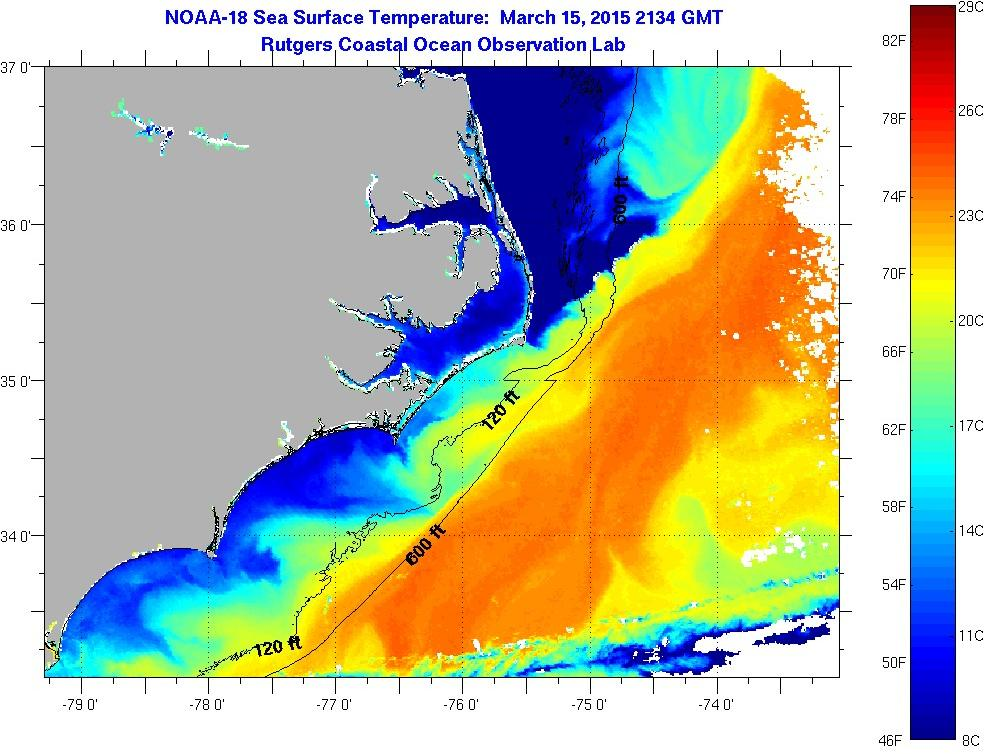 NOAA-18 Sea Surface Temperature: March 15, 2015 2134 GMT
Rutgers Coastal Ocean Observation Lab
37 0'
36 0'
35 0'
34 0'
-79 0'
-78 0'
-77 0'
-76 0'
-75 0'
-74 0'
600 ft
120 ft
600 ft
120 ft
29C
82F
26C
78F
74F
23C
70F
20C
66F
62F
17C
58F
14C
54F
11C
50F
46F
8C